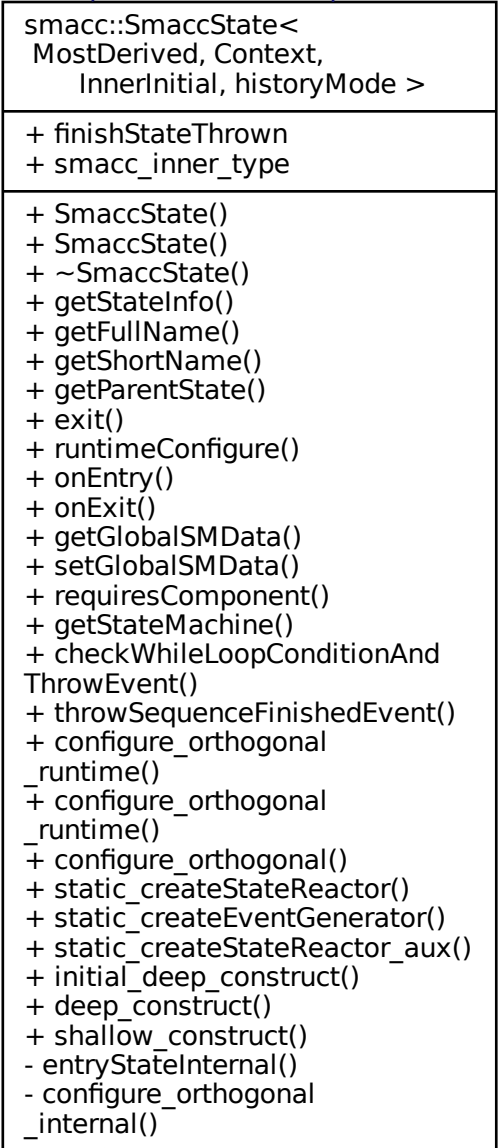 smacc::SmaccState<
MostDerived, Context,
InnerInitial, historyMode >
+ finishStateThrown
+ smacc_inner_type
+ SmaccState()
+ SmaccState()
+ ~SmaccState()
+ getStateInfo()
+ getFullName()
+ getShortName()
+ getParentState()
+ exit()
+ runtimeConfigure()
+ onEntry()
+ onExit()
+ getGlobalSMData()
+ setGlobalSMData()
+ requiresComponent()
+ getStateMachine()
+ checkWhileLoopConditionAnd
ThrowEvent()
+ throwSequenceFinishedEvent()
+ configure_orthogonal
_runtime()
+ configure_orthogonal
_runtime()
+ configure_orthogonal()
+ static_createStateReactor()
+ static_createEventGenerator()
+ static_createStateReactor_aux()
+ initial_deep_construct()
+ deep_construct()
+ shallow_construct()
- entryStateInternal()
- configure_orthogonal
_internal()